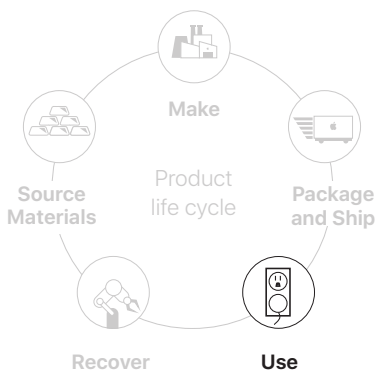 Make
Source
Materials
Product
life cycle
Package
and Ship
Recover
Use